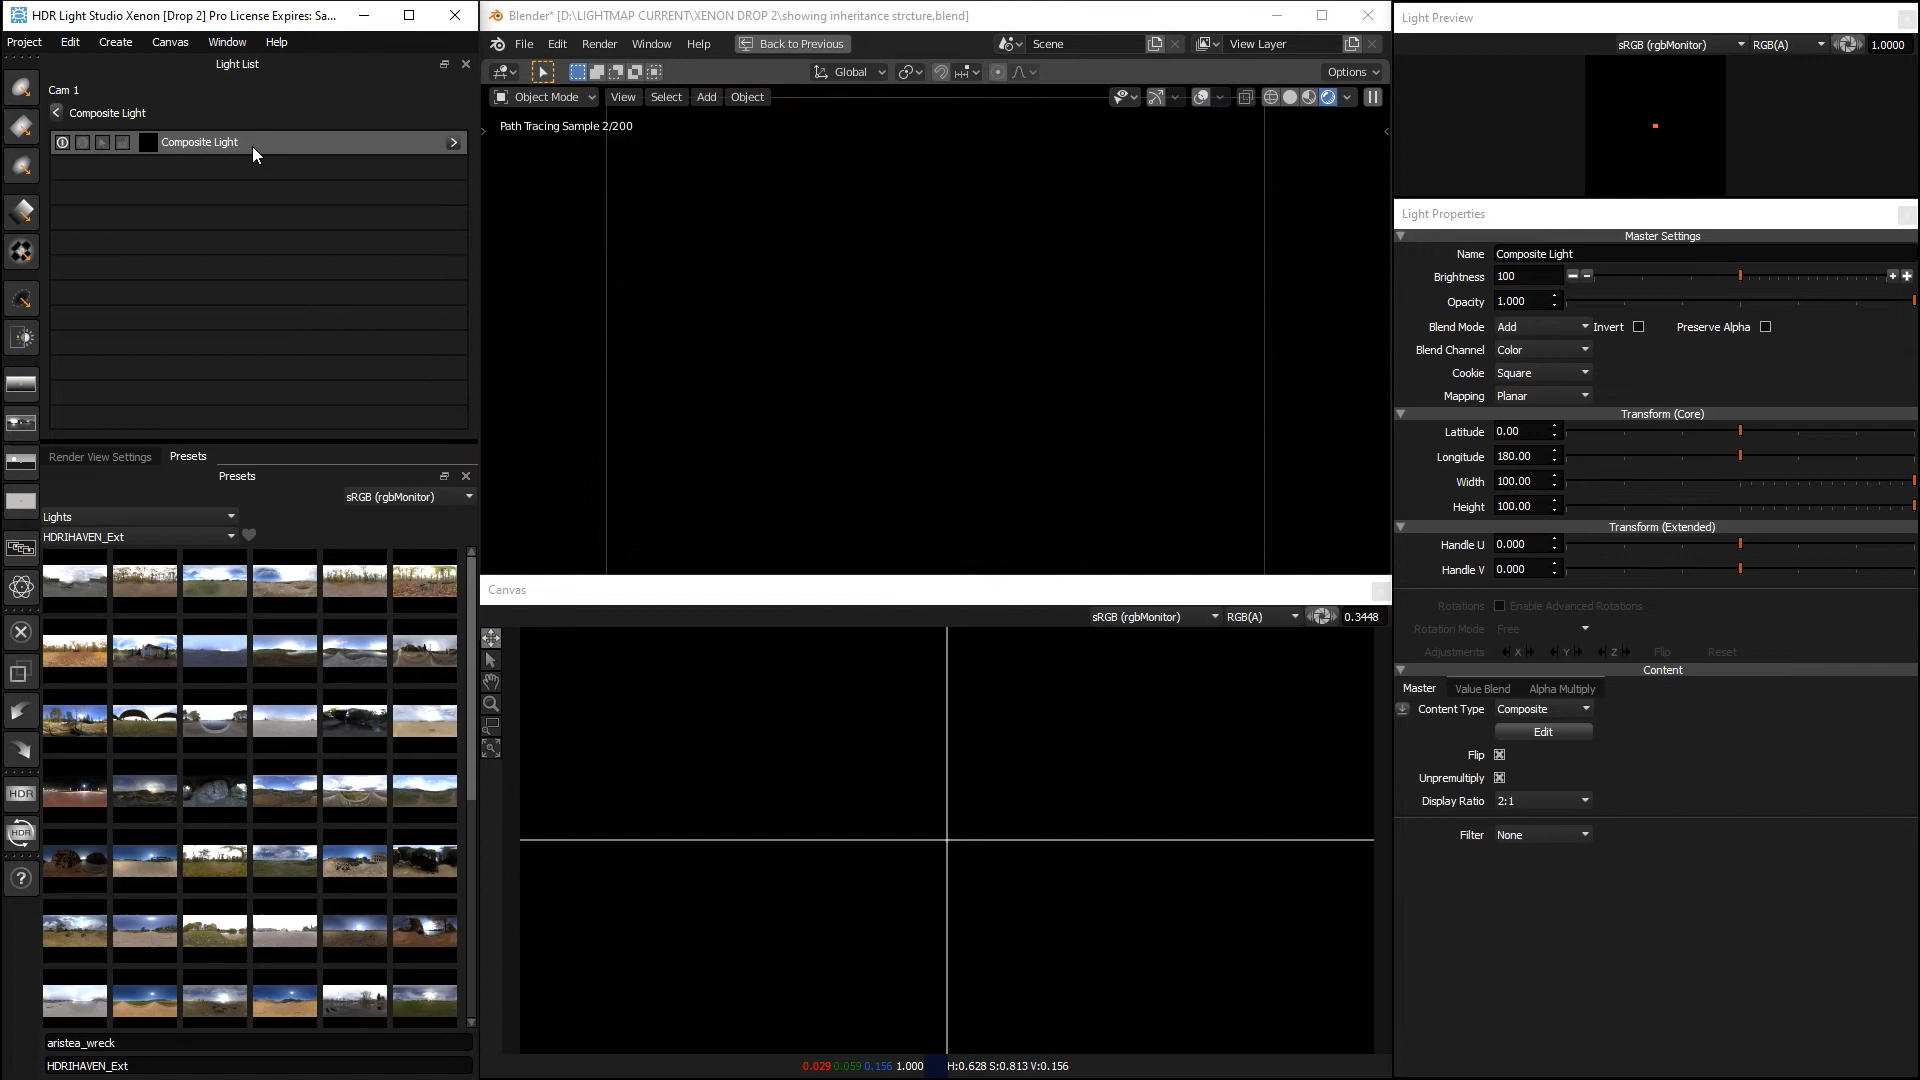 HDR Light Studio Xenon [Drop 2] Pro License Expires: Sa...
Project Edit Create Canvas Window Help
Light List
Cam 1
Composite Light
Composite Light
Render View Settings Presets
Presets
sRGB (rgbMonitor)
Lights
HDRIHAVEN_Ext
HDR
HDR
aristea_wreck
HDRIHAVEN_Ext
Blender* [D:\LIGHTMAP CURRENT\XENON DROP 2\showing inheritance strcture.blend]
File Edit Render Window Help Back to Previous Scene View Layer
Global Options
Object Mode View Select Add Object
Path Tracing Sample 2/200
Canvas
sRGB (rgbMonitor) RGB(A) 0.3448
0.029 0.059 0.156 1.000 H:0.628 S:0.813 V:0.156
Light Preview
sRGB (rgbMonitor) RGB(A) 1.0000
Light Properties
Master Settings
Name Composite Light
Brightness 100
Opacity 1.000
Blend Mode Add Invert Preserve Alpha
Blend Channel Color
Cookie Square
Mapping Planar
Transform (Core)
Latitude 0.00
Longitude 180.00
Width 100.00
Height 100.00
Transform (Extended)
Handle U 0.000
Handle V 0.000
Rotations Enable Advanced Rotations
Rotation Mode Free
Adjustments X Y Z Flip Reset
Content
Master Value Blend Alpha Multiply
Content Type Composite
Edit
Flip
Unpremultiply
Display Ratio 2:1
Filter None